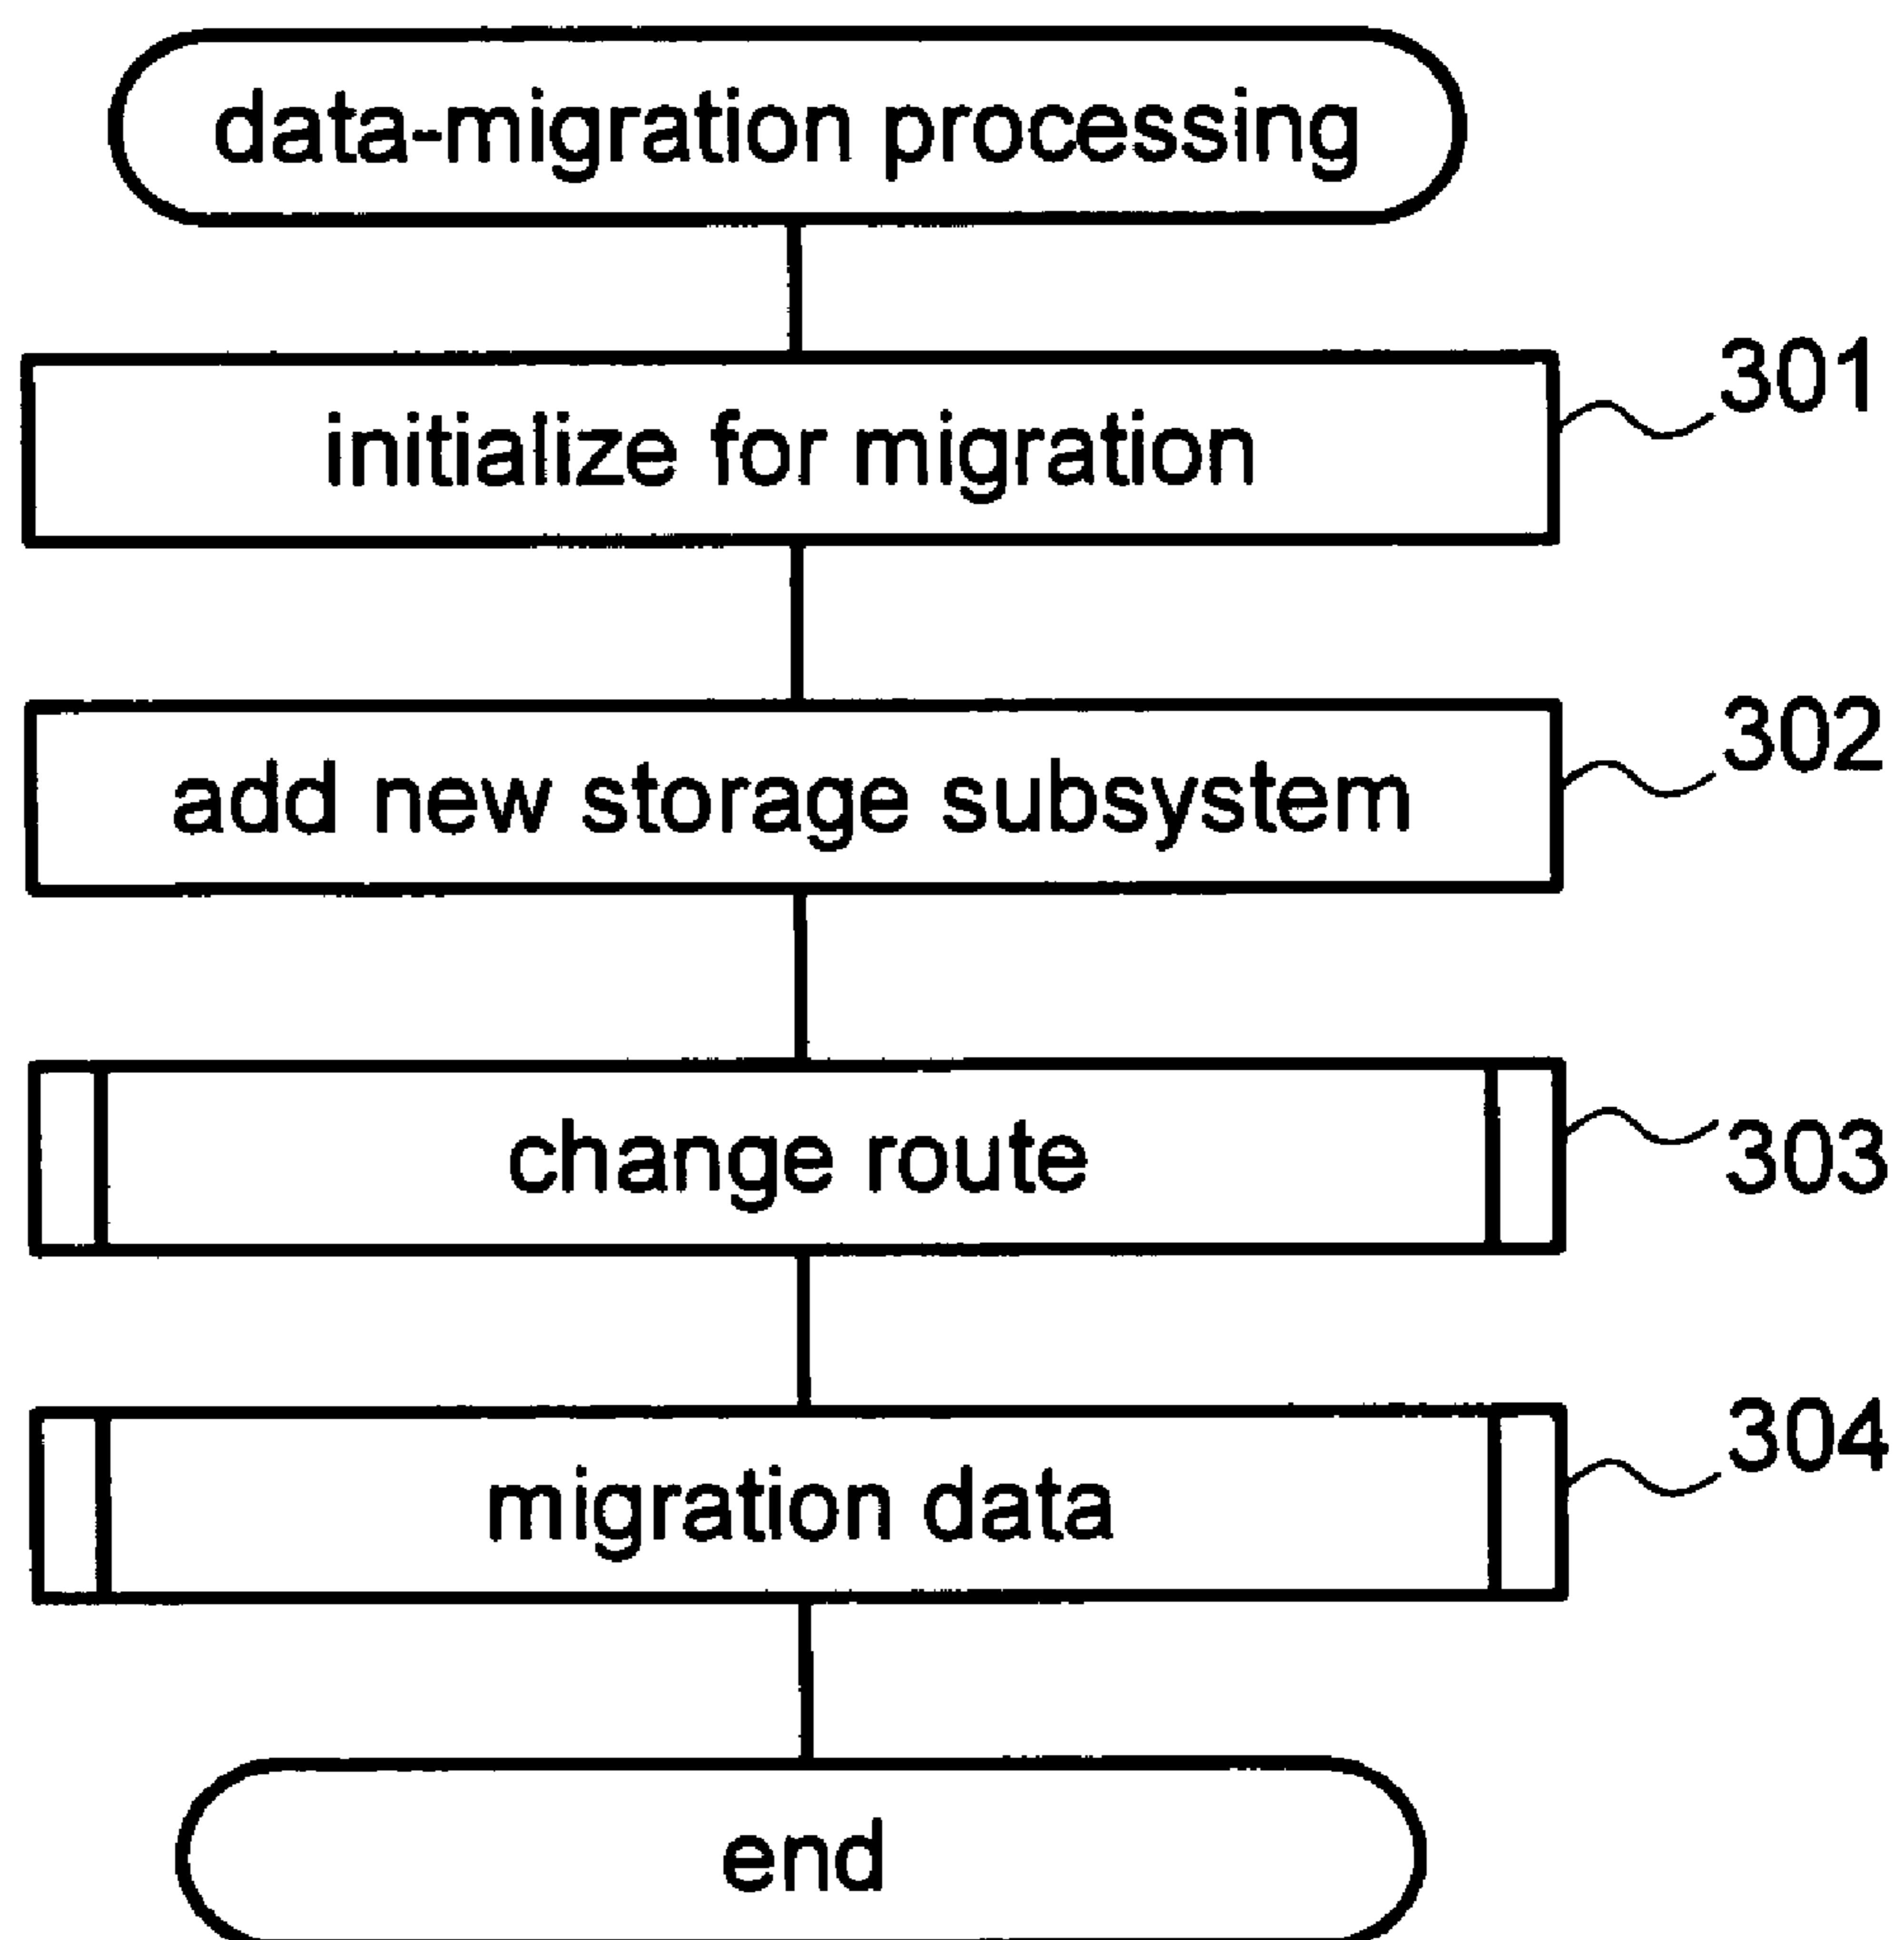 data-migration processing
initialize for migration
301
add new storage subsystem
302
change route
303
migration data
304
end